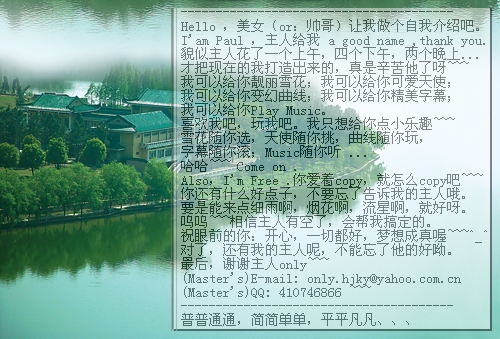 ----------------------------------------
Hello , 美女（or: 帅哥）让我做个自我介绍吧。
I'am Paul , 主人给我 a good name ,thank you.
貌似主人花了一个上午，四个下午，两个晚上...
才把现在的我打造出来的，真是辛苦他了呀~~~
我可以给你靓丽雪花；我可以给你可爱天使；
我可以给你变幻曲线；我可以给你精美字幕；
我可以给你Play Music.
喜欢我吧，玩我吧。我只想给你点小乐趣~~~
雪花随你选，天使随你挑，曲线随你玩，
字幕随你滚；Music随你听 ...
哈哈 ~~ Come on .
Also, I'm Free .你爱着copy, 就怎么copy吧~~
你还有什么好点子，不要忘了告诉我的主人哦。
要是能来点细雨啦，烟花啊，流星啊，就好呀。
呜呜~~~相信主人有空了，会帮我搞定的。
祝眼前的你：开心，一切都好，梦想成真喔~~~^_^
对了，还有我的主人呢，不能忘了他的好呦。
最后，谢谢主人only~~~
(Master's)E-mail: only.hjky@yahoo.com.cn
(Master's)QQ: 410746866 ~~~
----------------------------------------
普普通通，简简单单，平平凡凡、、、